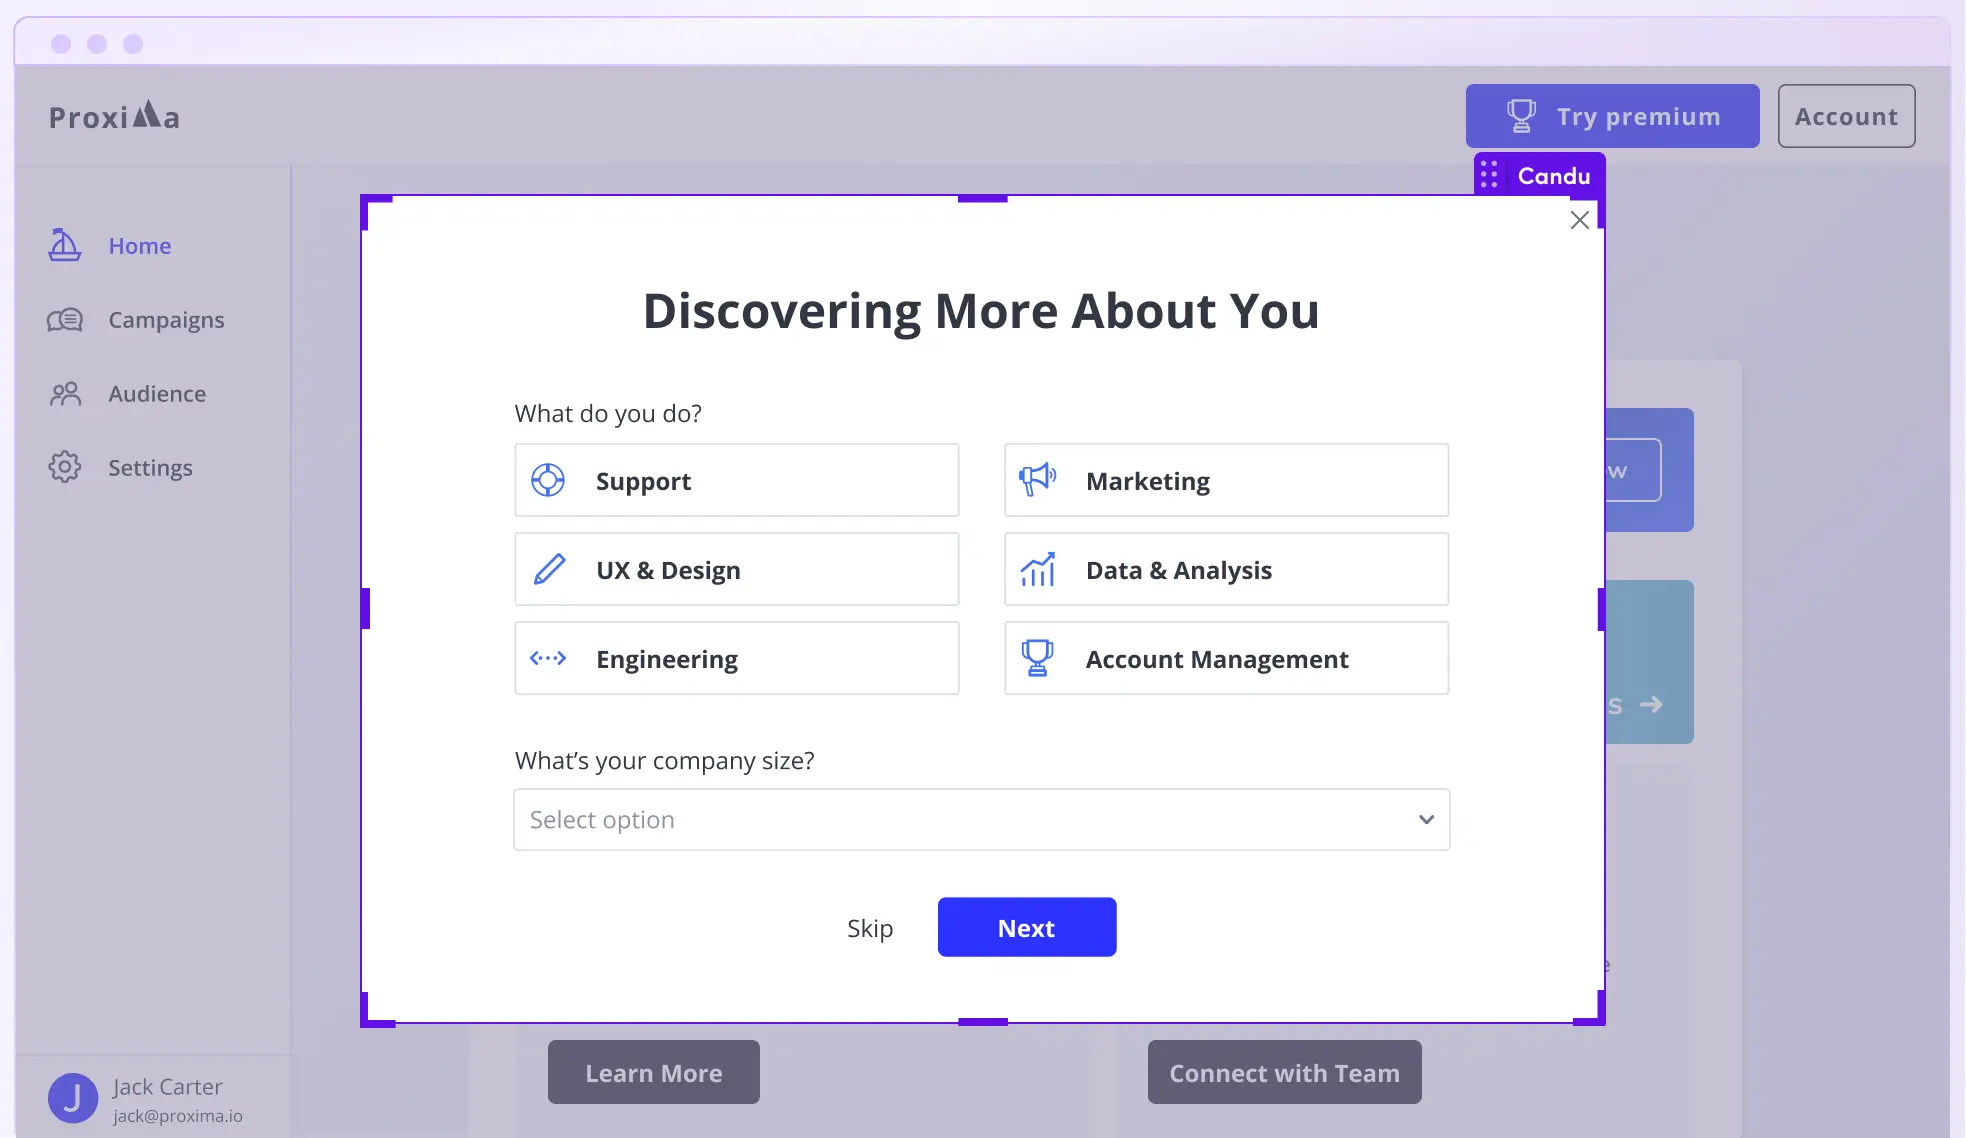 Proxima
Try premium
Account
Candu
Home
Campaigns
Audience
Settings
Discovering More About You
What do you do?
Support
Marketing
UX & Design
Data & Analysis
Engineering
Account Management
What's your company size?
Select option
Skip
Next
Learn More
Connect with Team
J
Jack Carter
jack@proxima.io